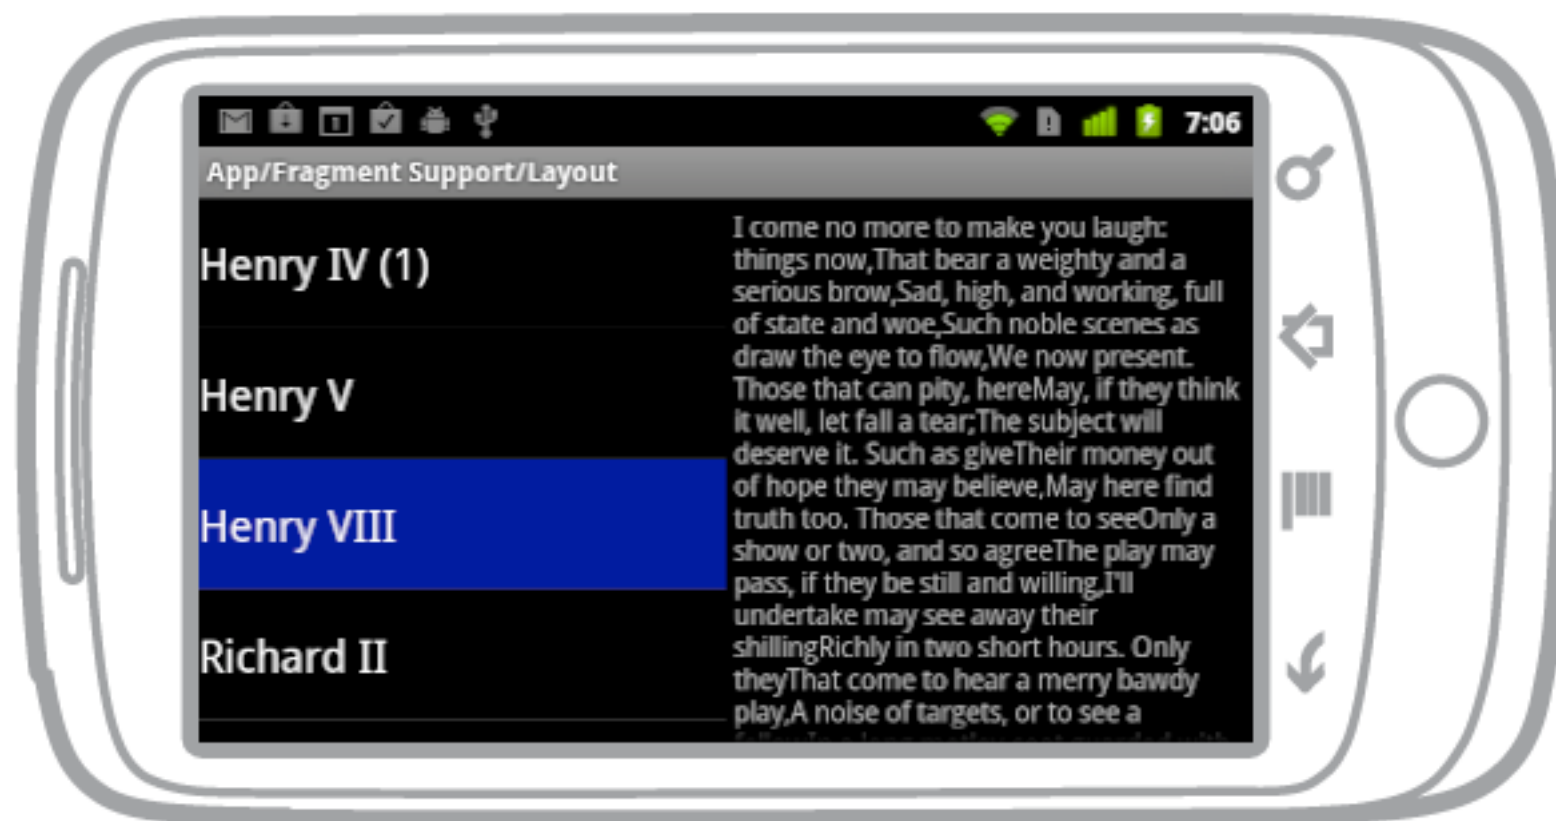 7:06
App/Fragment Support/Layout
Henry IV (1)
Henry V
Henry VIII
Richard II
I come no more to make you laugh:
things now,That bear a weighty and a
serious brow,Sad, high, and working, full
of state and woe,Such noble scenes as
draw the eye to flow,We now present.
Those that can pity, hereMay, if they think
it well, let fall a tear;The subject will
deserve it. Such as giveTheir money out
of hope they may believe,May here find
truth too. Those that come to seeOnly a
show or two, and so agreeThe play may
pass, if they be still and willing,I'll
undertake may see away their
shillingRichly in two short hours. Only
theyThat come to hear a merry bawdy
play,A noise of targets, or to see a